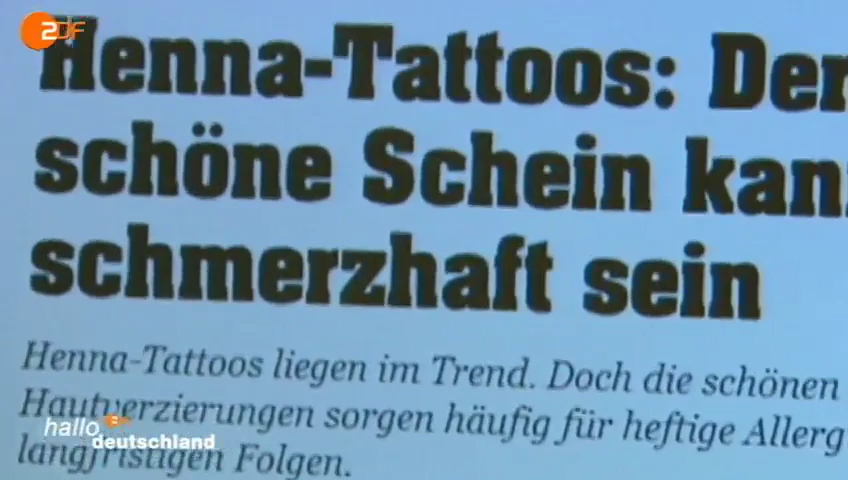 ZDF
Henna-Tattoos: Der
schöne Schein kan
schmerzhaft sein
Henna-Tattoos liegen im Trend. Doch die schönen
Hautverzierungen sorgen häufig für heftige Allerg
langfristigen Folgen.
hallo
deutschland